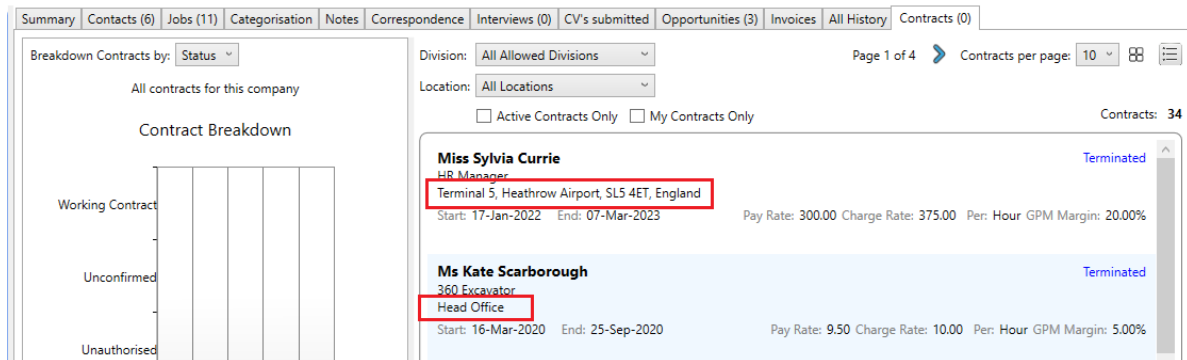 Summary Contacts (6) Jobs (11) Categorisation Notes Correspondence Interviews (0) CV's submitted Opportunities (3) Invoices All History Contracts (0)
Breakdown Contracts by: Status
All contracts for this company
Contract Breakdown
Working Contract
Unconfirmed
Unauthorised
Division: All Allowed Divisions Page 1 of 4 Contracts per page: 10
Location: All Locations
Active Contracts Only My Contracts Only Contracts: 34
Miss Sylvia Currie Terminated
HR Manager
Terminal 5, Heathrow Airport, SL5 4ET, England
Start: 17-Jan-2022 End: 07-Mar-2023 Pay Rate: 300.00 Charge Rate: 375.00 Per: Hour GPM Margin: 20.00%
Ms Kate Scarborough Terminated
360 Excavator
Head Office
Start: 16-Mar-2020 End: 25-Sep-2020 Pay Rate: 9.50 Charge Rate: 10.00 Per: Hour GPM Margin: 5.00%